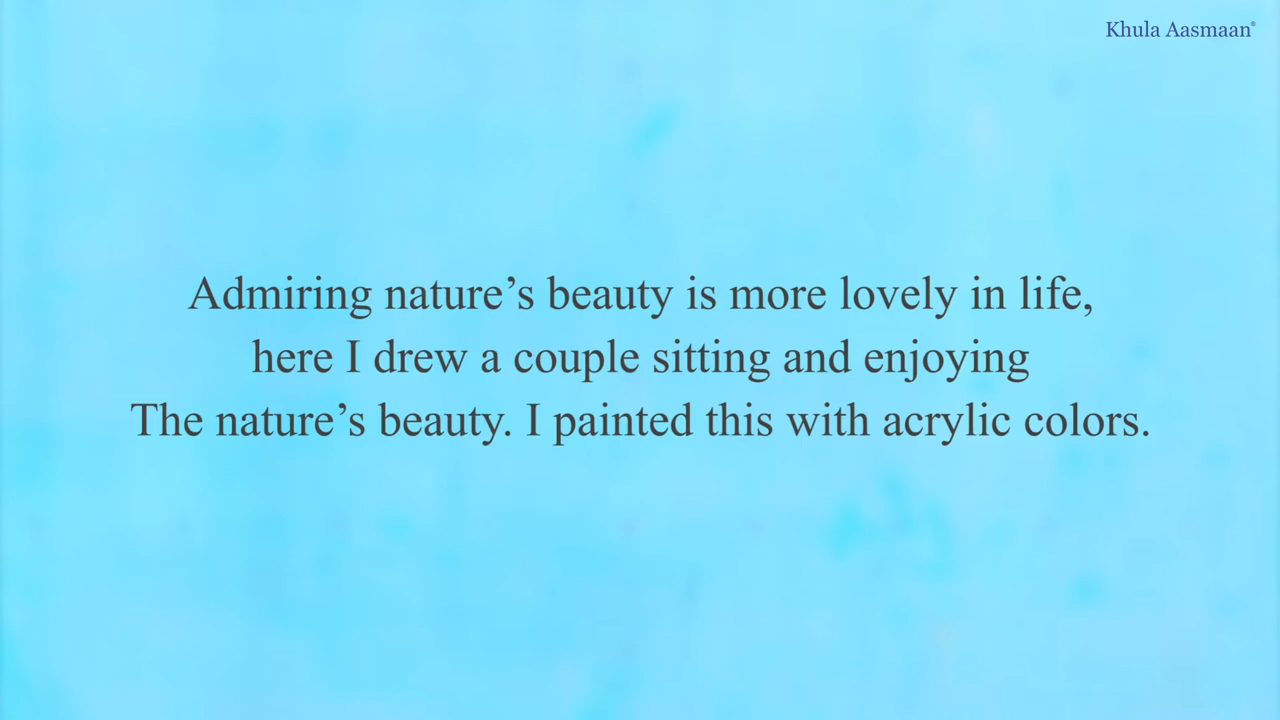 Khula Aasmaan®
Admiring nature’s beauty is more lovely in life,
here I drew a couple sitting and enjoying
The nature’s beauty. I painted this with acrylic colors.